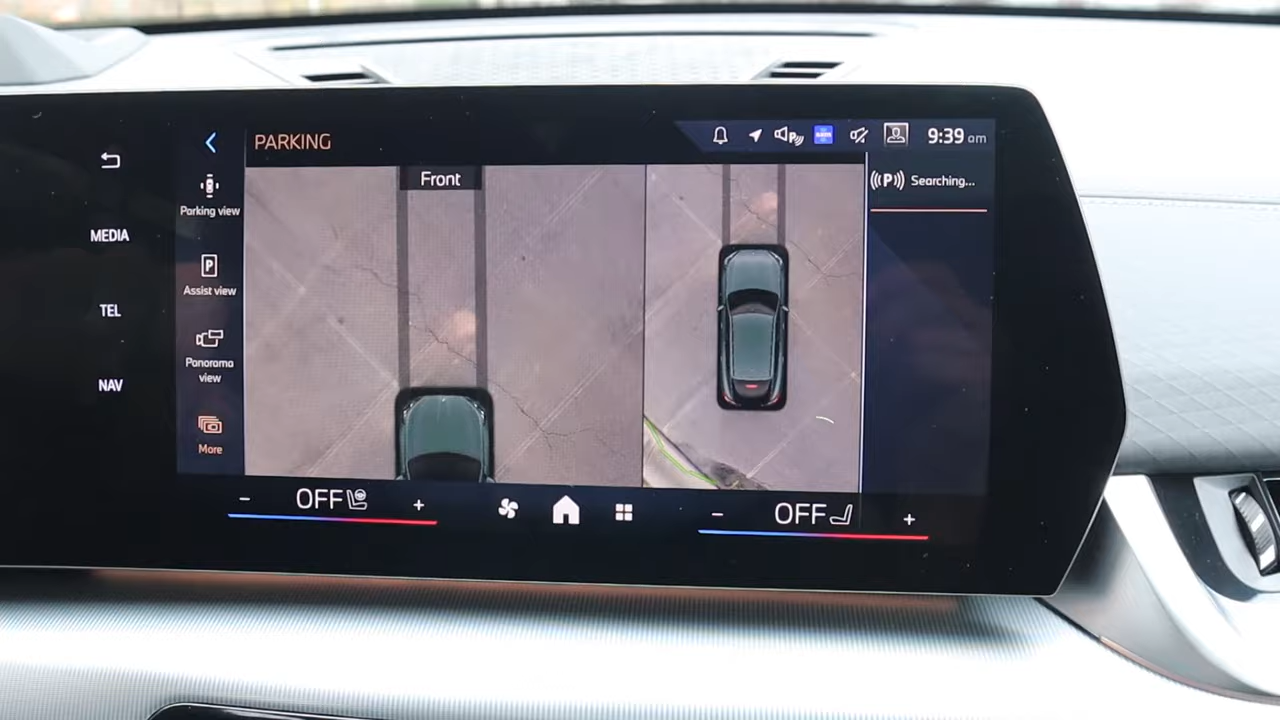 PARKING
9:39 am
Front
((P)) Searching...
Parking view
MEDIA
P
Assist view
TEL
Panorama
view
NAV
More
- OFF +
- OFF +